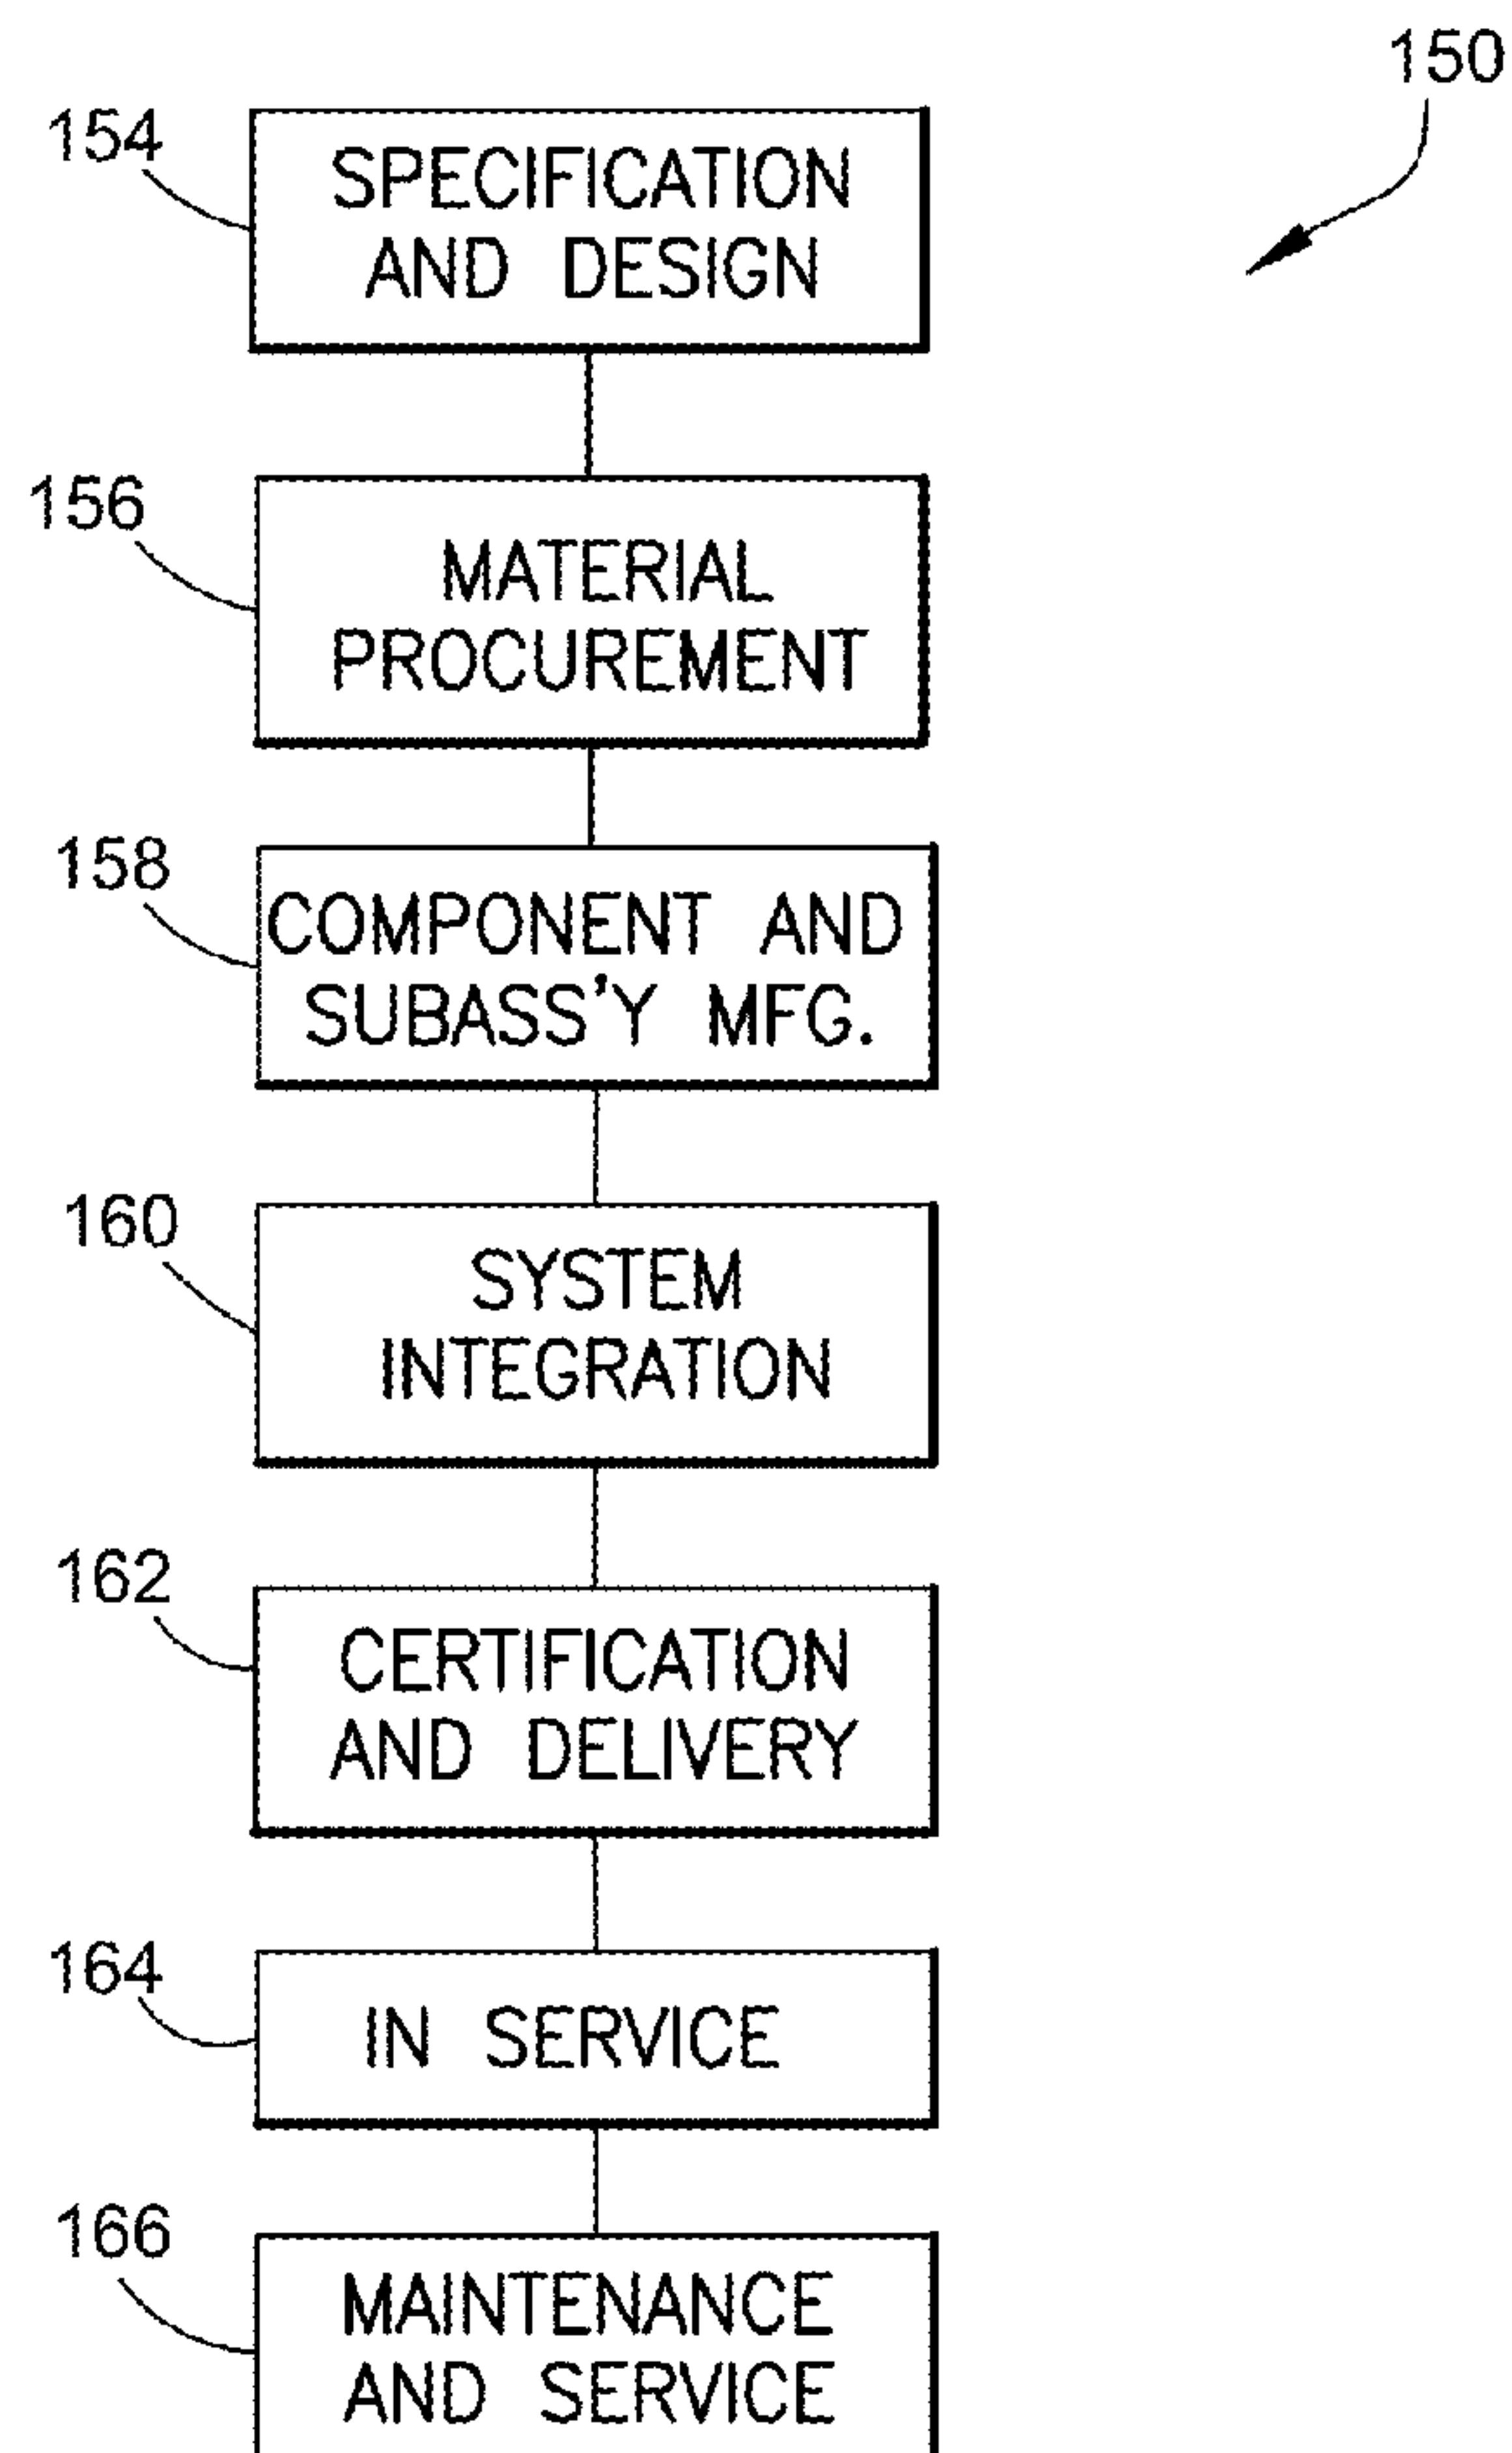 150
154
SPECIFICATION
AND DESIGN
156
MATERIAL
PROCUREMENT
158
COMPONENT AND
SUBASS'Y MFG.
160
SYSTEM
INTEGRATION
162
CERTIFICATION
AND DELIVERY
164
IN SERVICE
166
MAINTENANCE
AND SERVICE